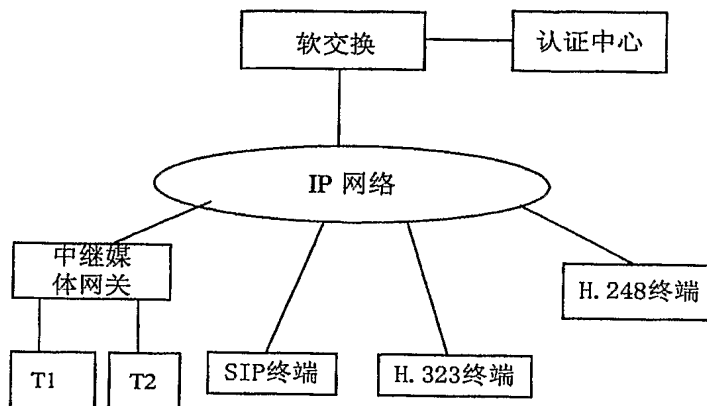 软交换
认证中心
IP 网络
中继媒
体网关
H.248终端
T1
T2
SIP终端
H.323终端